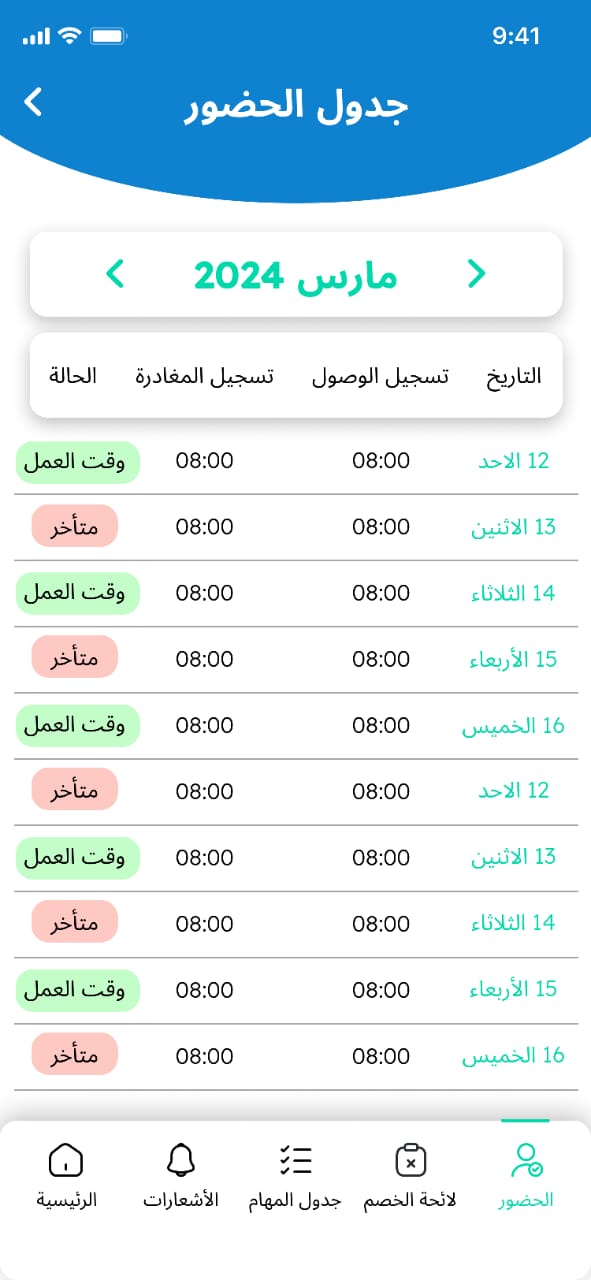 9:41
جدول الحضور
مارس 2024
التاريخ تسجيل الوصول تسجيل المغادرة الحالة
12 الاحد 08:00 08:00 وقت العمل
13 الاثنين 08:00 08:00 متأخر
14 الثلاثاء 08:00 08:00 وقت العمل
15 الأربعاء 08:00 08:00 متأخر
16 الخميس 08:00 08:00 وقت العمل
12 الاحد 08:00 08:00 متأخر
13 الاثنين 08:00 08:00 وقت العمل
14 الثلاثاء 08:00 08:00 متأخر
15 الأربعاء 08:00 08:00 وقت العمل
16 الخميس 08:00 08:00 متأخر
الحضور لائحة الخصم جدول المهام الأشعارات الرئيسية